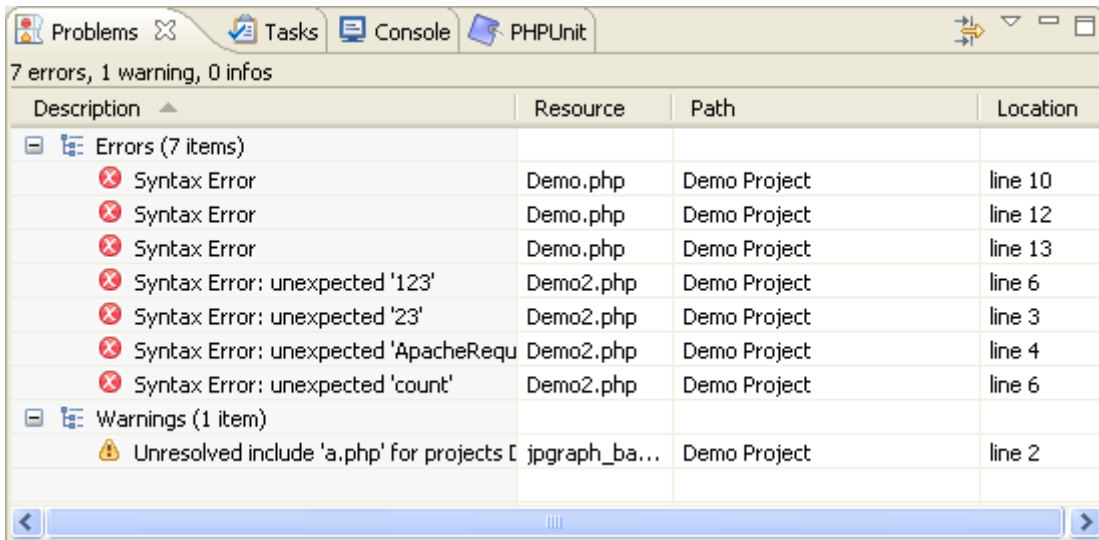 Problems Tasks Console PHPUnit
7 errors, 1 warning, 0 infos
Description Resource Path Location
Errors (7 items)
Syntax Error Demo.php Demo Project line 10
Syntax Error Demo.php Demo Project line 12
Syntax Error Demo.php Demo Project line 13
Syntax Error: unexpected '123' Demo2.php Demo Project line 6
Syntax Error: unexpected '23' Demo2.php Demo Project line 3
Syntax Error: unexpected 'ApacheRequ Demo2.php Demo Project line 4
Syntax Error: unexpected 'count' Demo2.php Demo Project line 6
Warnings (1 item)
Unresolved include 'a.php' for projects D jpgraph_ba... Demo Project line 2